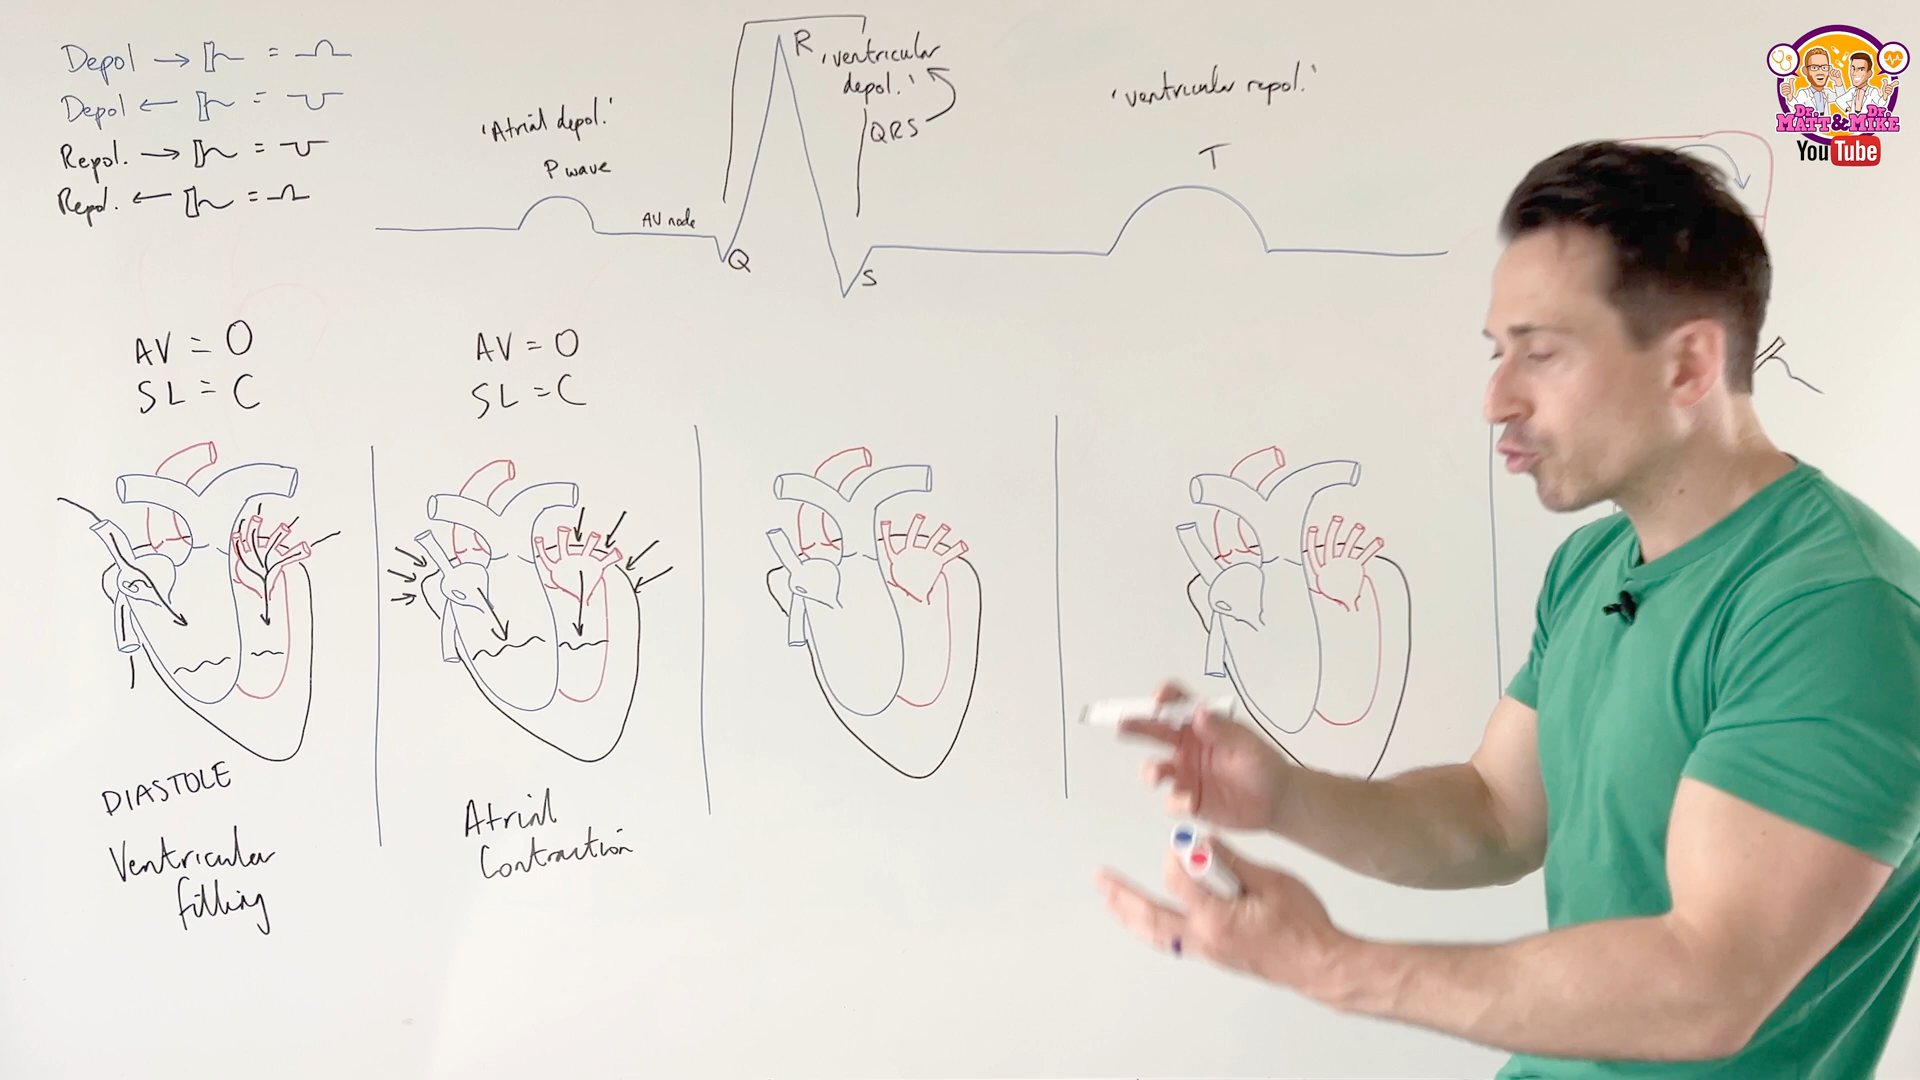 Depol → = 
Depol ← =
Repol. → =
Repol. ← =
'Atrial depol.'
P wave
AV node
Q
R
S
'ventricular
depol.'
QRS
'ventricular repol.'
T
AV = O
SL = C
AV = O
SL = C
DIASTOLE
Ventricular
filling
Atrial
Contraction
Dr. Dr.
MATT & MIKE
YouTube